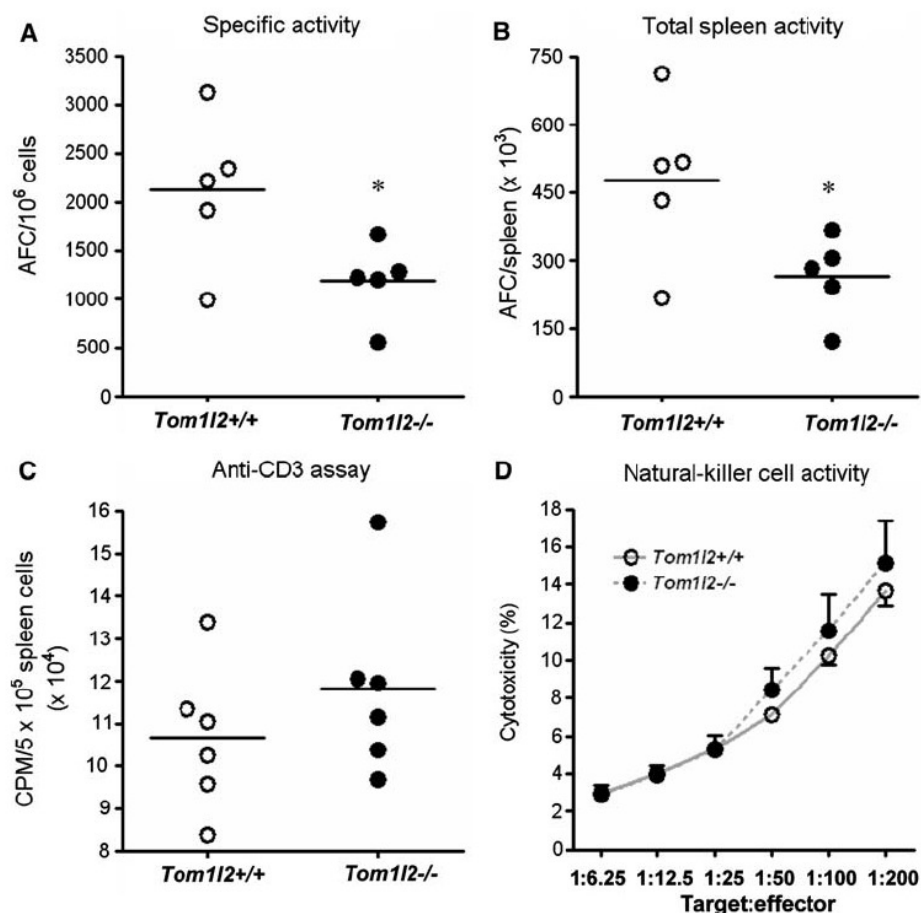 A
Specific activity
AFC/10⁶ cells
3500
3000
2500
2000
1500
1000
500
0
*
Tom1l2+/+
Tom1l2-/-
B
Total spleen activity
AFC/spleen (x 10³)
750
600
450
300
150
0
*
Tom1l2+/+
Tom1l2-/-
C
Anti-CD3 assay
CPM/5 x 10⁵ spleen cells
(x 10⁴)
16
15
14
13
12
11
10
9
8
Tom1l2+/+
Tom1l2-/-
D
Natural-killer cell activity
Cytotoxicity (%)
18
16
14
12
10
8
6
4
2
0
Tom1l2+/+
Tom1l2-/-
1:6.25 1:12.5 1:25 1:50 1:100 1:200
Target:effector